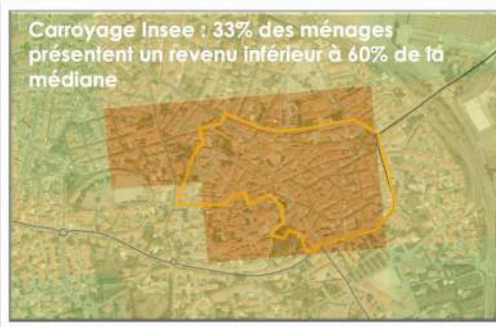 Carroyage Insee : 33% des ménages
présentent un revenu inférieur à 60% de la
médiane